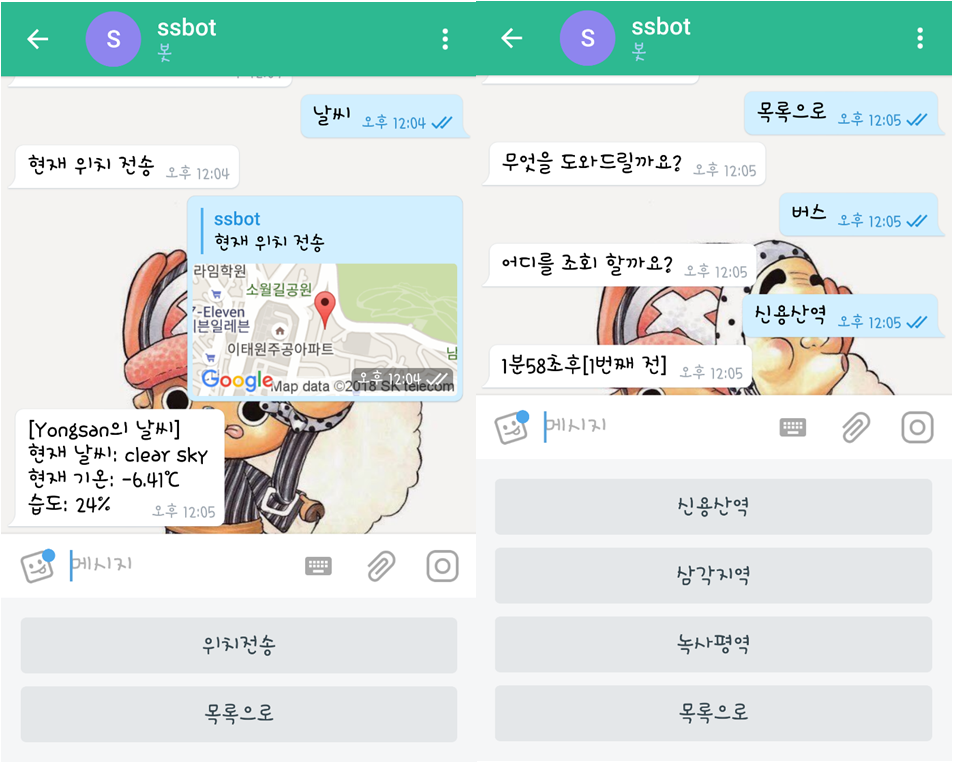 ssbot
봇
S
날씨 오후 12:04
현재 위치 전송 오후 12:04
ssbot
현재 위치 전송
라임학원
소월길공원
7-Eleven
븐일레븐
이태원주공아파트
남
Google
Map data ©2018 SK telecom
오후 12:04
[Yongsan의 날씨]
현재 날씨: clear sky
현재 기온: -6.41℃
습도: 24%
오후 12:05
메시지
위치전송
목록으로
ssbot
봇
S
목록으로 오후 12:05
무엇을 도와드릴까요? 오후 12:05
버스 오후 12:05
어디를 조회 할까요? 오후 12:05
신용산역 오후 12:05
1분58초후[1번째 전] 오후 12:05
메시지
신용산역
삼각지역
녹사평역
목록으로